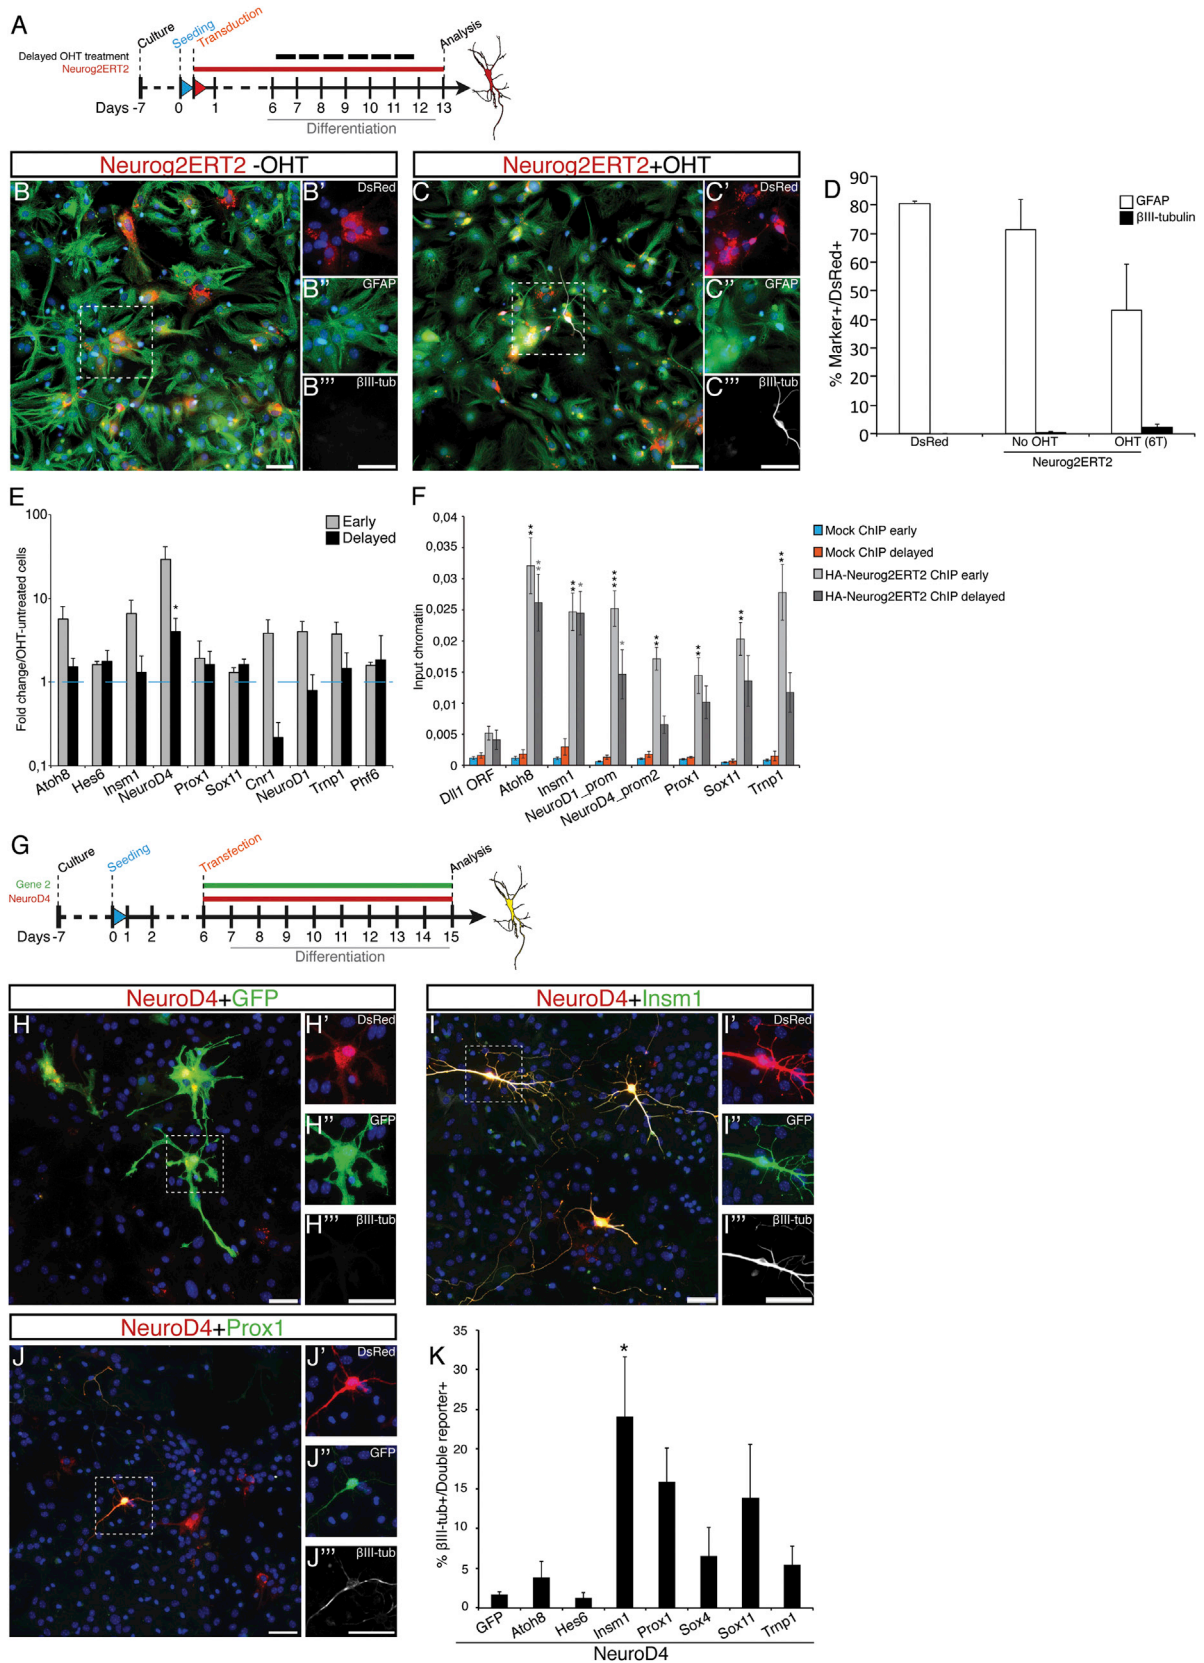 A
Culture
Seeding
Transduction
Analysis
Delayed OHT treatment
Neurog2ERT2
Days -7 0 1 6 7 8 9 10 11 12 13
Differentiation
Neurog2ERT2 -OHT
Neurog2ERT2+OHT
B
B’ DsRed
B’’ GFAP
B’’’ βIII-tub
C
C’ DsRed
C’’ GFAP
C’’’ βIII-tub
D
% Marker+/DsRed+
90
80
70
60
50
40
30
20
10
0
GFAP
βIII-tubulin
DsRed No OHT OHT (6T)
Neurog2ERT2
E
Fold change/OHT-untreated cells
100
10
1
0,1
Early
Delayed
*
Atoh8 Hes6 Insm1 NeuroD4 Prox1 Sox11 Cnr1 NeuroD1 Trnp1 Phf6
F
Input chromatin
0,04
0,035
0,03
0,025
0,02
0,015
0,01
0,005
0
** ** ** * *** * ** ** ** **
Dll1 ORF Atoh8 Insm1 NeuroD1_prom NeuroD4_prom2 Prox1 Sox11 Trnp1
Mock ChIP early
Mock ChIP delayed
HA-Neurog2ERT2 ChIP early
HA-Neurog2ERT2 ChIP delayed
G
Culture
Seeding
Transfection
Analysis
Gene 2
NeuroD4
Days -7 0 1 2 6 7 8 9 10 11 12 13 14 15
Differentiation
NeuroD4+GFP
NeuroD4+Insm1
H
H’ DsRed
H’’ GFP
H’’’ βIII-tub
I
I’ DsRed
I’’ GFP
I’’’ βIII-tub
NeuroD4+Prox1
J
J’ DsRed
J’’ GFP
J’’’ βIII-tub
K
% βIII-tub+/Double reporter+
35
30
25
20
15
10
5
0
*
GFP Atoh8 Hes6 Insm1 Prox1 Sox4 Sox11 Trnp1
NeuroD4